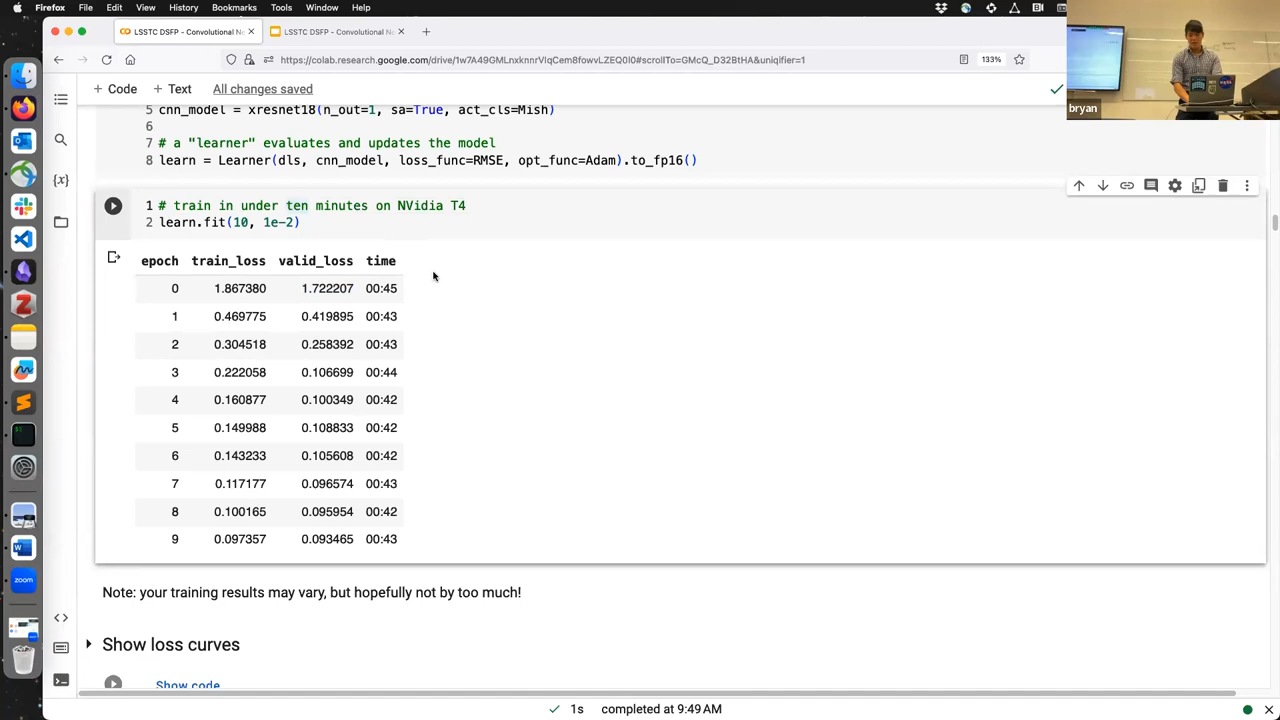 Firefox File Edit View History Bookmarks Tools Window Help
LSSTC DSFP - Convolutional Ne
LSSTC DSFP - Convolutional Ne
https://colab.research.google.com/drive/1w7A49GMLnxknnrVIqCem8fowvLZEQ0I0#scrollTo=GMcQ_D32BtHA&uniqifier=1
133%
bryan
+ Code + Text All changes saved
5 cnn_model = xresnet18(n_out=1, sa=True, act_cls=Mish)
6
7 # a "learner" evaluates and updates the model
8 learn = Learner(dls, cnn_model, loss_func=RMSE, opt_func=Adam).to_fp16()
1 # train in under ten minutes on NVidia T4
2 learn.fit(10, 1e-2)
epoch train_loss valid_loss time
0 1.867380 1.722207 00:45
1 0.469775 0.419895 00:43
2 0.304518 0.258392 00:43
3 0.222058 0.106699 00:44
4 0.160877 0.100349 00:42
5 0.149988 0.108833 00:42
6 0.143233 0.105608 00:42
7 0.117177 0.096574 00:43
8 0.100165 0.095954 00:42
9 0.097357 0.093465 00:43
Note: your training results may vary, but hopefully not by too much!
Show loss curves
Show code
1s completed at 9:49 AM
zoom